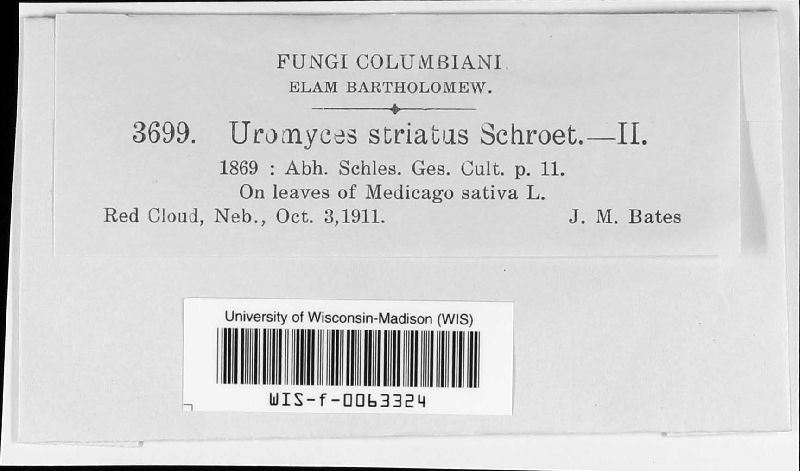 FUNGI COLUMBIANI
ELAM BARTHOLOMEW.
3699. Uromyces striatus Schroet.—II.
1869 : Abh. Schles. Ges. Cult. p. 11.
On leaves of Medicago sativa L.
Red Cloud, Neb., Oct. 3,1911. J. M. Bates
University of Wisconsin-Madison (WIS)
WIS-f-0063324